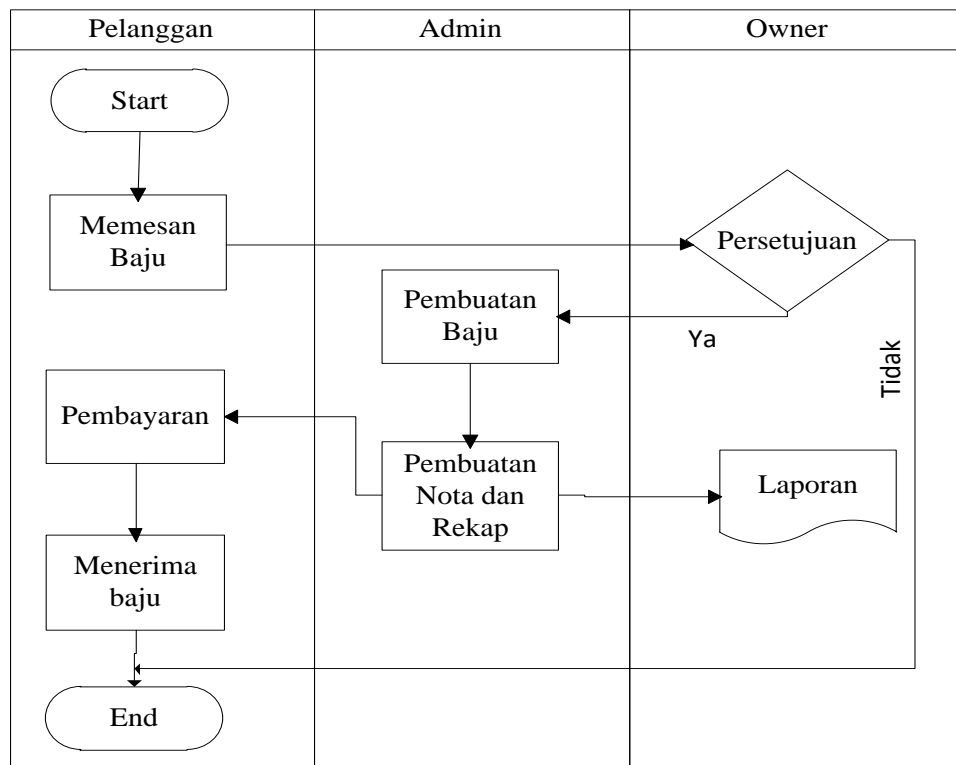 Pelanggan
Admin
Owner
Start
Memesan
Baju
Persetujuan
Pembuatan
Baju
Ya
Tidak
Pembayaran
Pembuatan
Nota dan
Rekap
Laporan
Menerima
baju
End